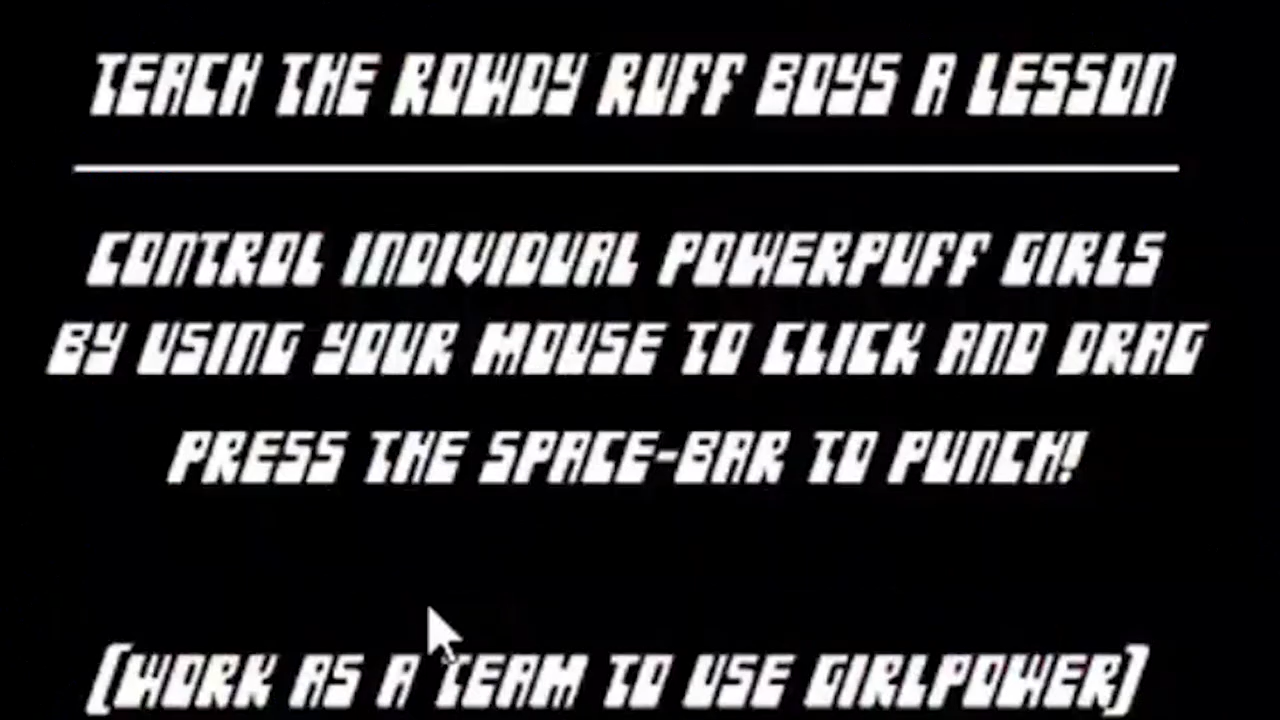 TEACH THE ROWDY RUFF BOYS A LESSON
CONTROL INDIVIDUAL POWERPUFF GIRLS
BY USING YOUR MOUSE TO CLICK AND DRAG
PRESS THE SPACE-BAR TO PUNCH!
(WORK AS A TEAM TO USE GIRLPOWER)